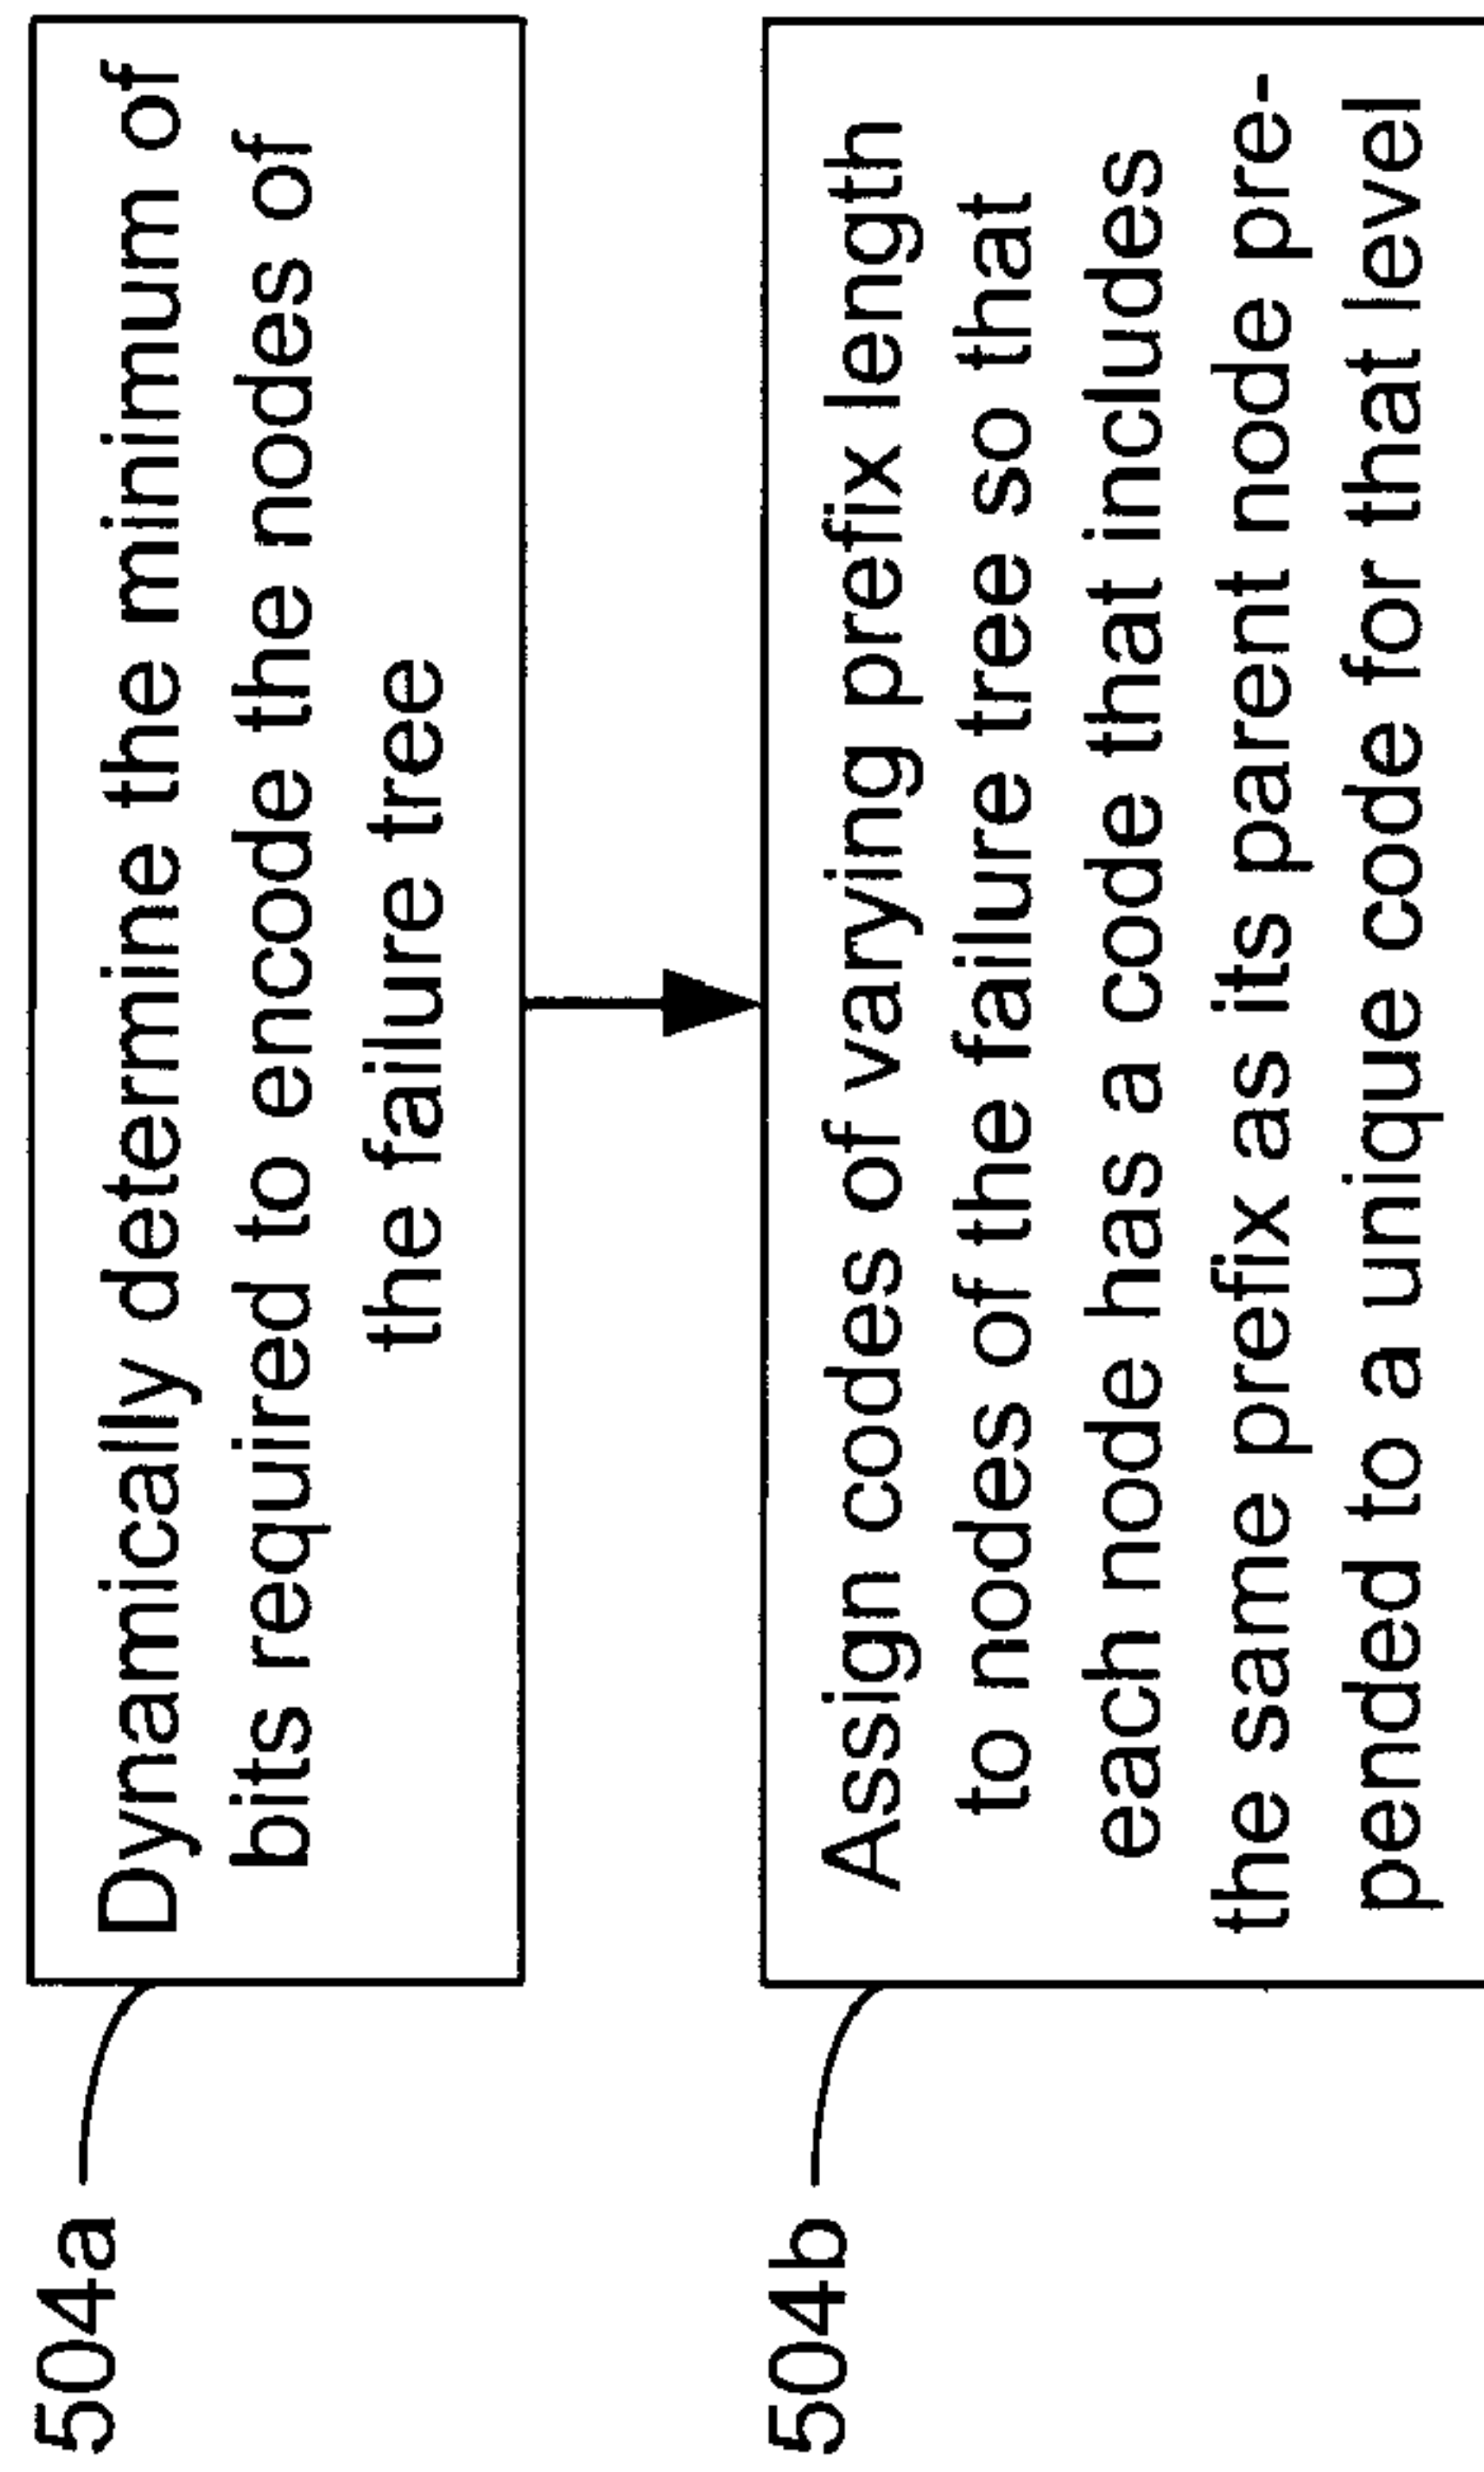 504a
Dynamically determine the minimum of
bits required to encode the nodes of
the failure tree
504b
Assign codes of varying prefix length
to nodes of the failure tree so that
each node has a code that includes
the same prefix as its parent node pre-
pended to a unique code for that level